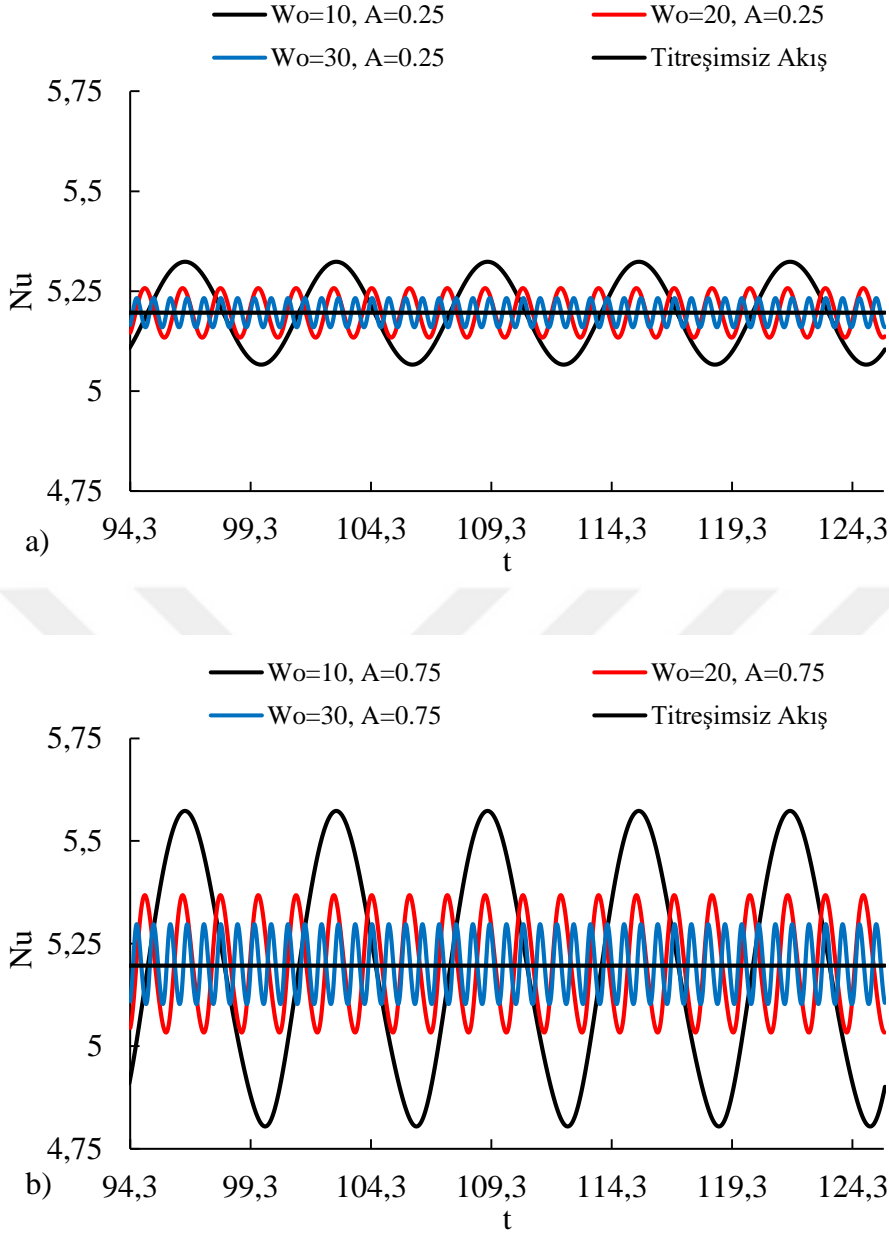 Wo=10, A=0.25 Wo=20, A=0.25
Wo=30, A=0.25 Titreşimsiz Akış
5,75
5,5
5,25
5
4,75
Nu
94,3 99,3 104,3 109,3 114,3 119,3 124,3
a)
t
Wo=10, A=0.75 Wo=20, A=0.75
Wo=30, A=0.75 Titreşimsiz Akış
5,75
5,5
5,25
5
4,75
Nu
94,3 99,3 104,3 109,3 114,3 119,3 124,3
b)
t